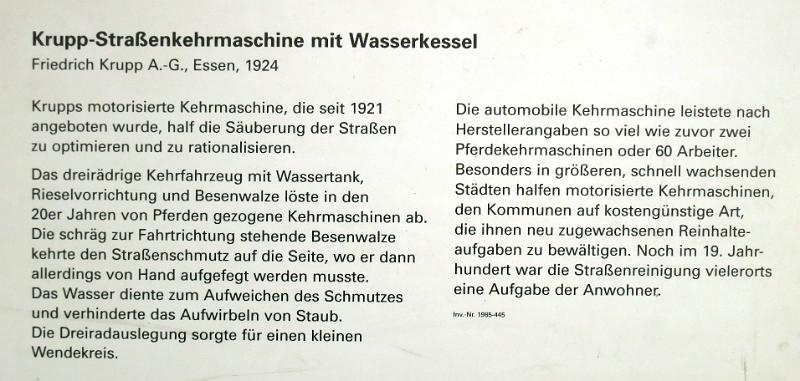 Krupp-Straßenkehrmaschine mit Wasserkessel
Friedrich Krupp A.-G., Essen, 1924
Krupps motorisierte Kehrmaschine, die seit 1921
angeboten wurde, half die Säuberung der Straßen
zu optimieren und zu rationalisieren.
Das dreirädrige Kehrfahrzeug mit Wassertank,
Rieselvorrichtung und Besenwalze löste in den
20er Jahren von Pferden gezogene Kehrmaschinen ab.
Die schräg zur Fahrtrichtung stehende Besenwalze
kehrte den Straßenschmutz auf die Seite, wo er dann
allerdings von Hand aufgefegt werden musste.
Das Wasser diente zum Aufweichen des Schmutzes
und verhinderte das Aufwirbeln von Staub.
Die Dreiradauslegung sorgte für einen kleinen
Wendekreis.
Die automobile Kehrmaschine leistete nach
Herstellerangaben so viel wie zuvor zwei
Pferdekehrmaschinen oder 60 Arbeiter.
Besonders in größeren, schnell wachsenden
Städten halfen motorisierte Kehrmaschinen,
den Kommunen auf kostengünstige Art,
die ihnen neu zugewachsenen Reinhalte-
aufgaben zu bewältigen. Noch im 19. Jahr-
hundert war die Straßenreinigung vielerorts
eine Aufgabe der Anwohner.
Inv.-Nr. 1985-445